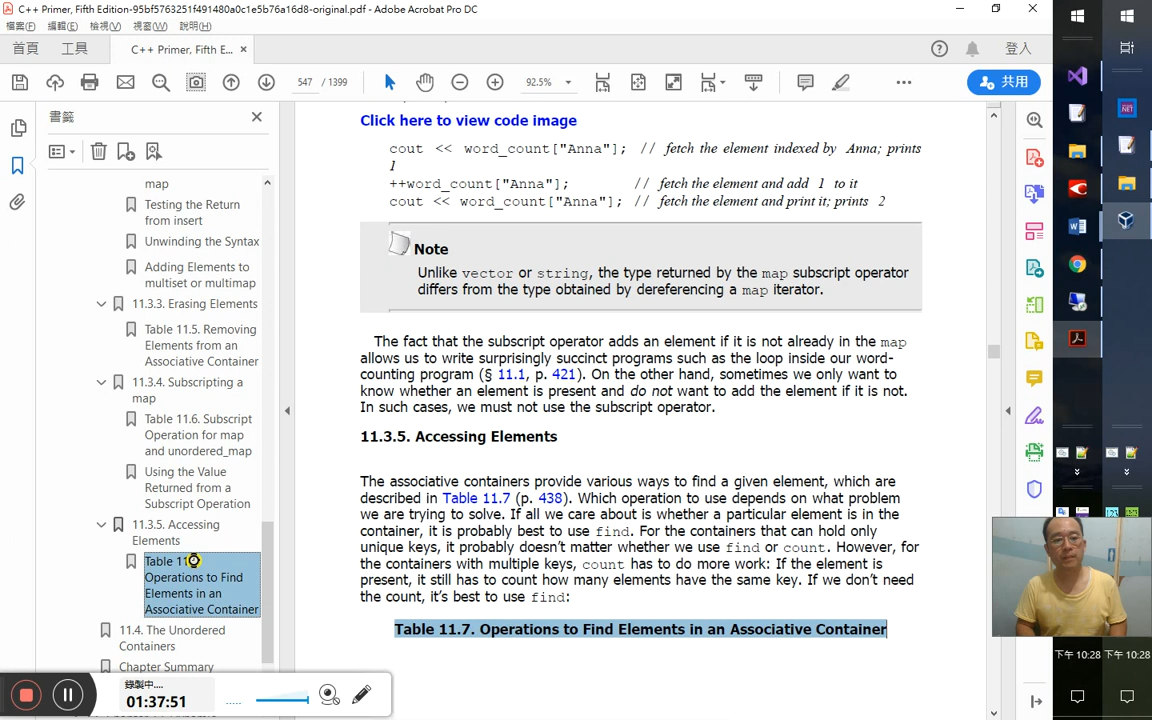 C++ Primer, Fifth Edition-95bf5763251f491480a0c1e5b76a16d8-original.pdf - Adobe Acrobat Pro DC
檔案(F) 編輯(E) 檢視(V) 視窗(W) 說明(H)
首頁 工具 C++ Primer, Fifth E... × 登入
547 / 1399 92.5% 共用
書籤
map
Testing the Return
from insert
Unwinding the Syntax
Adding Elements to
multiset or multimap
11.3.3. Erasing Elements
Table 11.5. Removing
Elements from an
Associative Container
11.3.4. Subscripting a
map
Table 11.6. Subscript
Operation for map
and unordered_map
Using the Value
Returned from a
Subscript Operation
11.3.5. Accessing
Elements
Table 11
Operations to Find
Elements in an
Associative Container
11.4. The Unordered
Containers
Chapter Summary
Click here to view code image
cout << word_count["Anna"]; // fetch the element indexed by Anna; prints
1
++word_count["Anna"]; // fetch the element and add 1 to it
cout << word_count["Anna"]; // fetch the element and print it; prints 2
Note
Unlike vector or string, the type returned by the map subscript operator
differs from the type obtained by dereferencing a map iterator.
The fact that the subscript operator adds an element if it is not already in the map
allows us to write surprisingly succinct programs such as the loop inside our word-
counting program (§ 11.1, p. 421). On the other hand, sometimes we only want to
know whether an element is present and do not want to add the element if it is not.
In such cases, we must not use the subscript operator.
11.3.5. Accessing Elements
The associative containers provide various ways to find a given element, which are
described in Table 11.7 (p. 438). Which operation to use depends on what problem
we are trying to solve. If all we care about is whether a particular element is in the
container, it is probably best to use find. For the containers that can hold only
unique keys, it probably doesn't matter whether we use find or count. However, for
the containers with multiple keys, count has to do more work: If the element is
present, it still has to count how many elements have the same key. If we don't need
the count, it's best to use find:
Table 11.7. Operations to Find Elements in an Associative Container
錄製中....
01:37:51
下午 10:28 下午 10:28